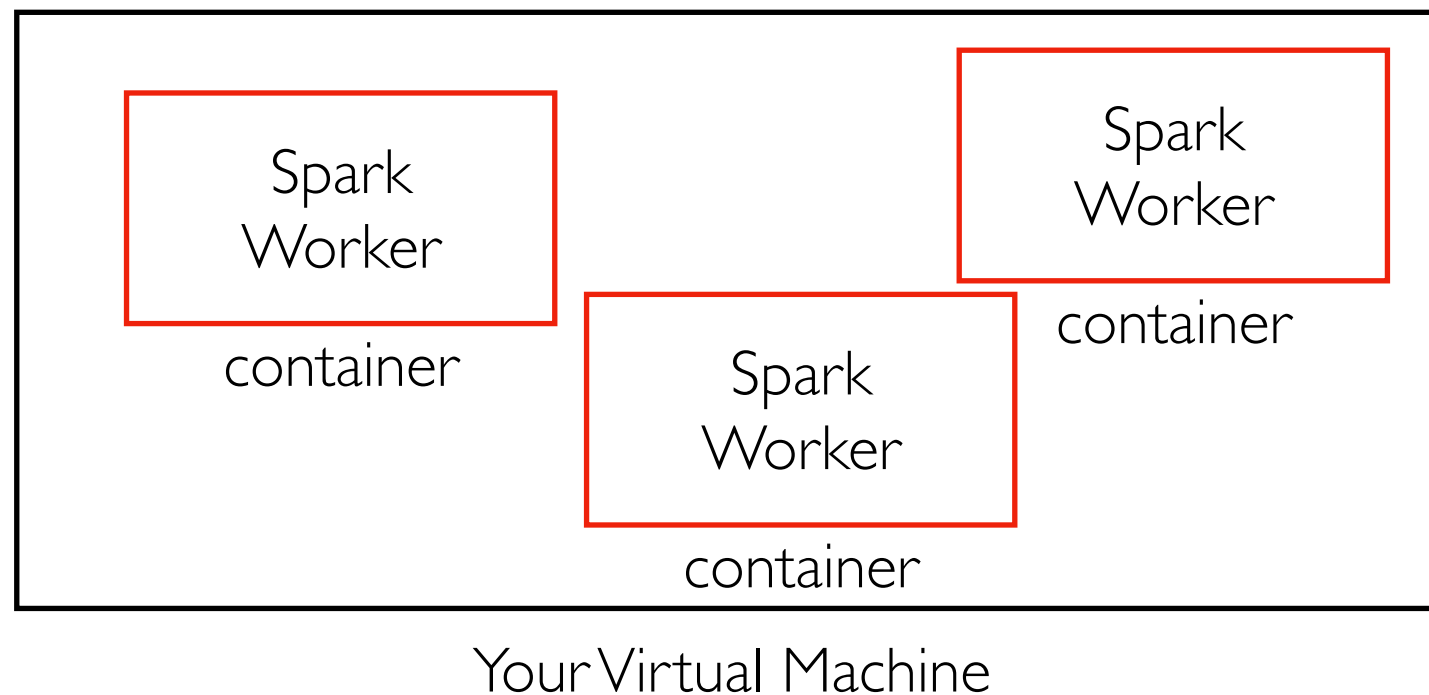 Spark
Worker
container
Spark
Worker
container
Spark
Worker
container
Your Virtual Machine